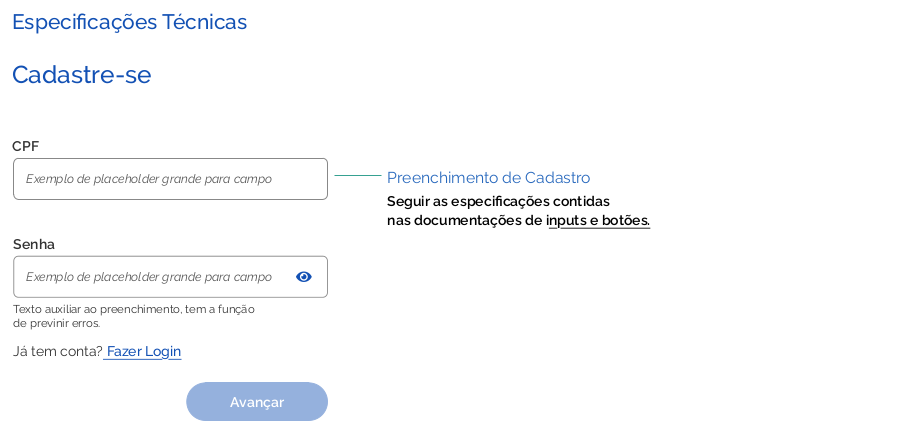 Especificações Técnicas
Cadastre-se
CPF
Exemplo de placeholder grande para campo
Preenchimento de Cadastro
Seguir as especificações contidas
nas documentações de inputs e botões.
Senha
Exemplo de placeholder grande para campo
Texto auxiliar ao preenchimento, tem a função
de previnir erros.
Já tem conta? Fazer Login
Avançar